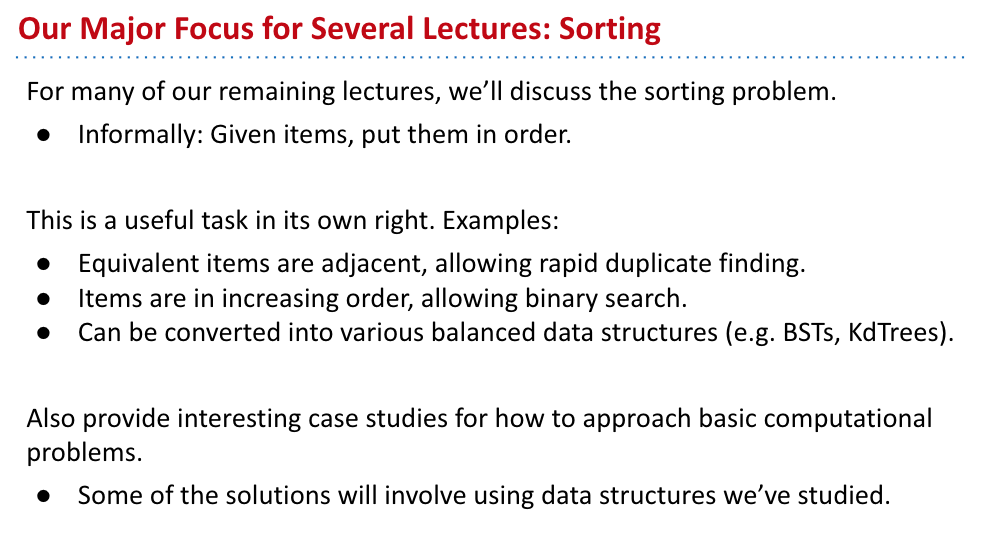 Our Major Focus for Several Lectures: Sorting
For many of our remaining lectures, we’ll discuss the sorting problem.
● Informally: Given items, put them in order.
This is a useful task in its own right. Examples:
● Equivalent items are adjacent, allowing rapid duplicate finding.
● Items are in increasing order, allowing binary search.
● Can be converted into various balanced data structures (e.g. BSTs, KdTrees).
Also provide interesting case studies for how to approach basic computational
problems.
● Some of the solutions will involve using data structures we’ve studied.